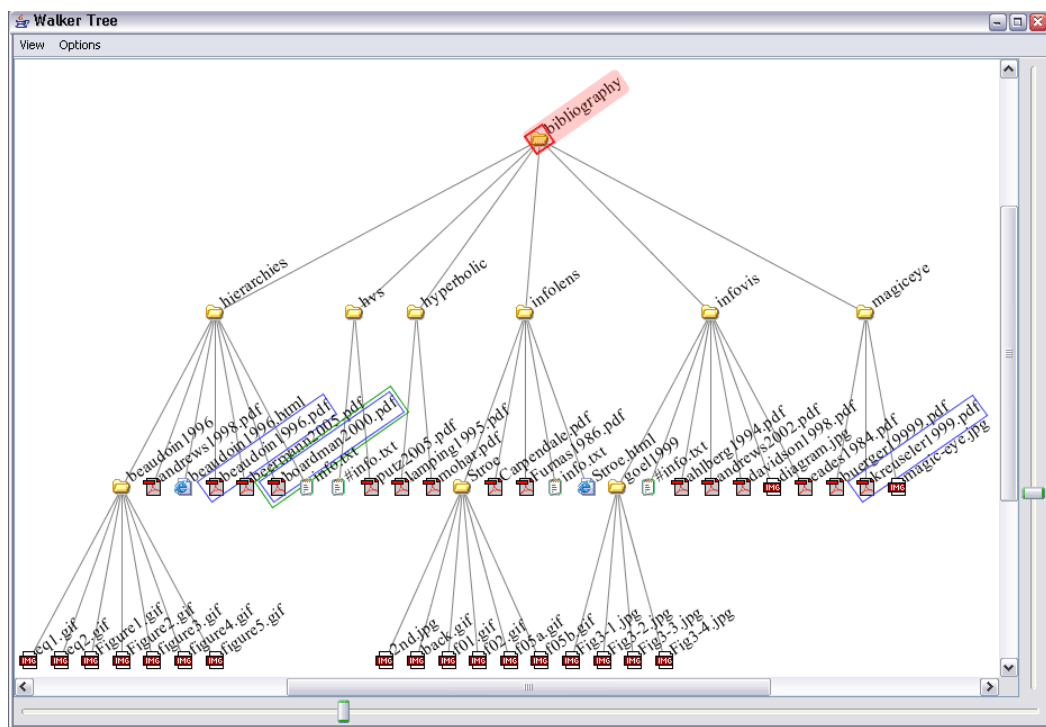 Walker Tree
View Options
bibliography
hierarchies
hvs
hyperbolic
infolens
infovis
magiceye
beaudoin1996
andrews1998.pdf
beaudoin1996.html
beaudoin1996.pdf
beermann2005.pdf
boardman2000.pdf
info.txt
#info.txt
putz2005.pdf
lamping1995.pdf
monohar.pdf
Stroe
Carpendale.pdf
Furnas1986.pdf
info.txt
Stroe.html
goel1999
#info.txt
ahlberg1994.pdf
andrews2002.pdf
davidson1998.pdf
diagram.jpg
eades1984.pdf
buerger19999.pdf
magic-eye.jpg
eq1.gif
eq2.gif
Figure1.gif
Figure2.gif
figure3.gif
figure4.gif
figure5.gif
2nd.jpg
back.gif
f01.gif
f02.gif
f05a.gif
f05b.gif
Fig3-1.jpg
Fig3-2.jpg
Fig3-3.jpg
Fig3-4.jpg